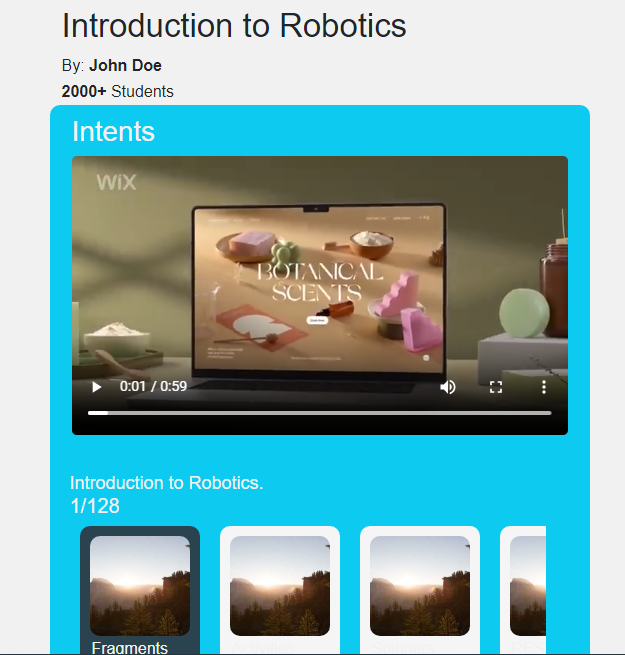 Introduction to Robotics
By: John Doe
2000+ Students
Intents
WiX
BOTANICAL
SCENTS
0:01 / 0:59
Introduction to Robotics.
1/128
Fragments